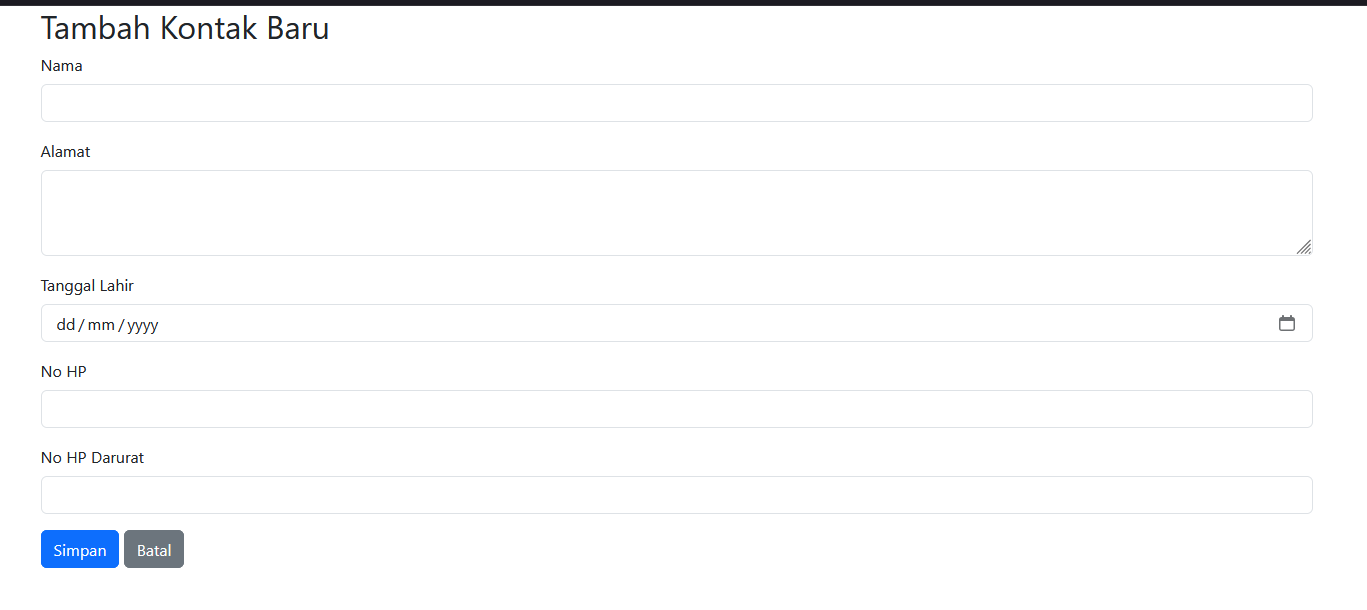 Tambah Kontak Baru
Nama
Alamat
Tanggal Lahir
dd/mm/yyyy
No HP
No HP Darurat
Simpan Batal